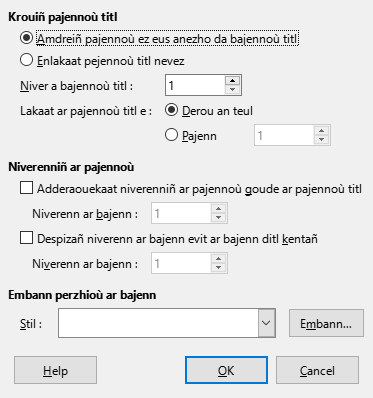 Krouiñ pajennoù titl
Amdreiñ pajennoù ez eus anezho da bajennoù titl
Enlakaat pejennoù titl nevez
Niver a bajennoù titl : 1
Lakaat ar pajennoù titl e : Derou an teul
Pajenn 1
Niverenniñ ar pajennoù
Adderaouekaat niverenniñ ar pajennoù goude ar pajennoù titl
Niverenn ar bajenn : 1
Despizañ niverenn ar bajenn evit ar bajenn ditl kentañ
Niverenn ar bajenn : 1
Embann perzhioù ar bajenn
Stil : Embann...
Help OK Cancel